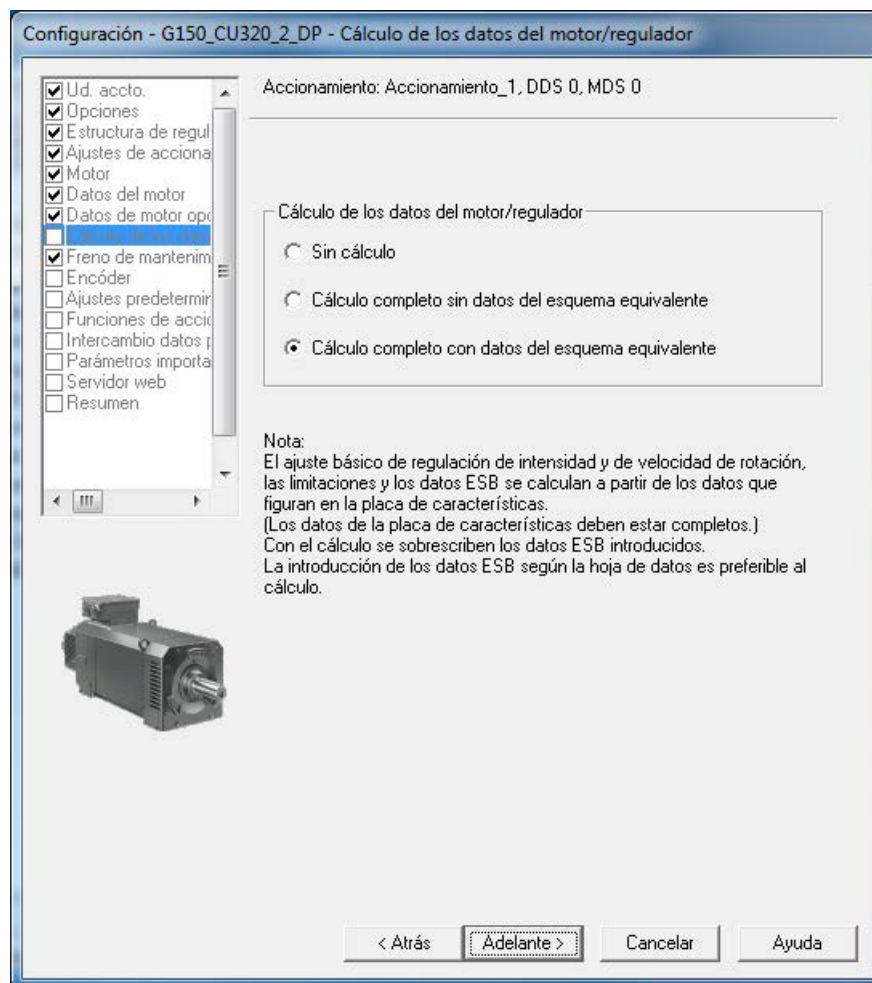 Configuración - G150_CU320_2_DP - Cálculo de los datos del motor/regulador
Ud. accto.
Opciones
Estructura de regul
Ajustes de acciona
Motor
Datos del motor
Datos de motor opc
Freno de mantenim
Encóder
Ajustes predetermir
Funciones de accic
Intercambio datos p
Parámetros importa
Servidor web
Resumen
Accionamiento: Accionamiento_1, DDS 0, MDS 0
Cálculo de los datos del motor/regulador
Sin cálculo
Cálculo completo sin datos del esquema equivalente
Cálculo completo con datos del esquema equivalente
Nota:
El ajuste básico de regulación de intensidad y de velocidad de rotación,
las limitaciones y los datos ESB se calculan a partir de los datos que
figuran en la placa de características.
(Los datos de la placa de características deben estar completos.)
Con el cálculo se sobrescriben los datos ESB introducidos.
La introducción de los datos ESB según la hoja de datos es preferible al
cálculo.
< Atrás
Adelante >
Cancelar
Ayuda